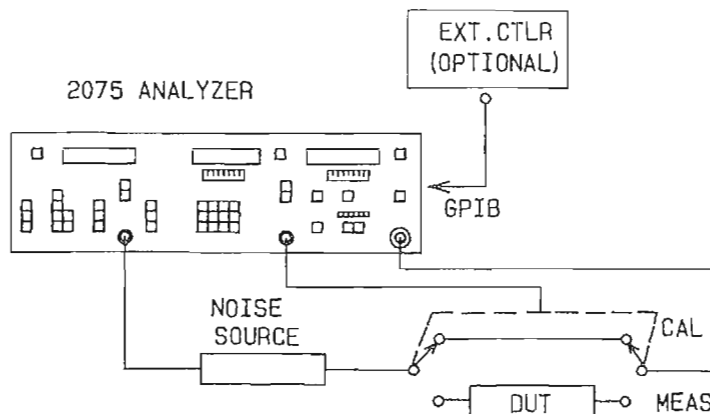 EXT.CTLR
(OPTIONAL)
2075 ANALYZER
GPIB
NOISE
SOURCE
CAL
DUT
MEAS